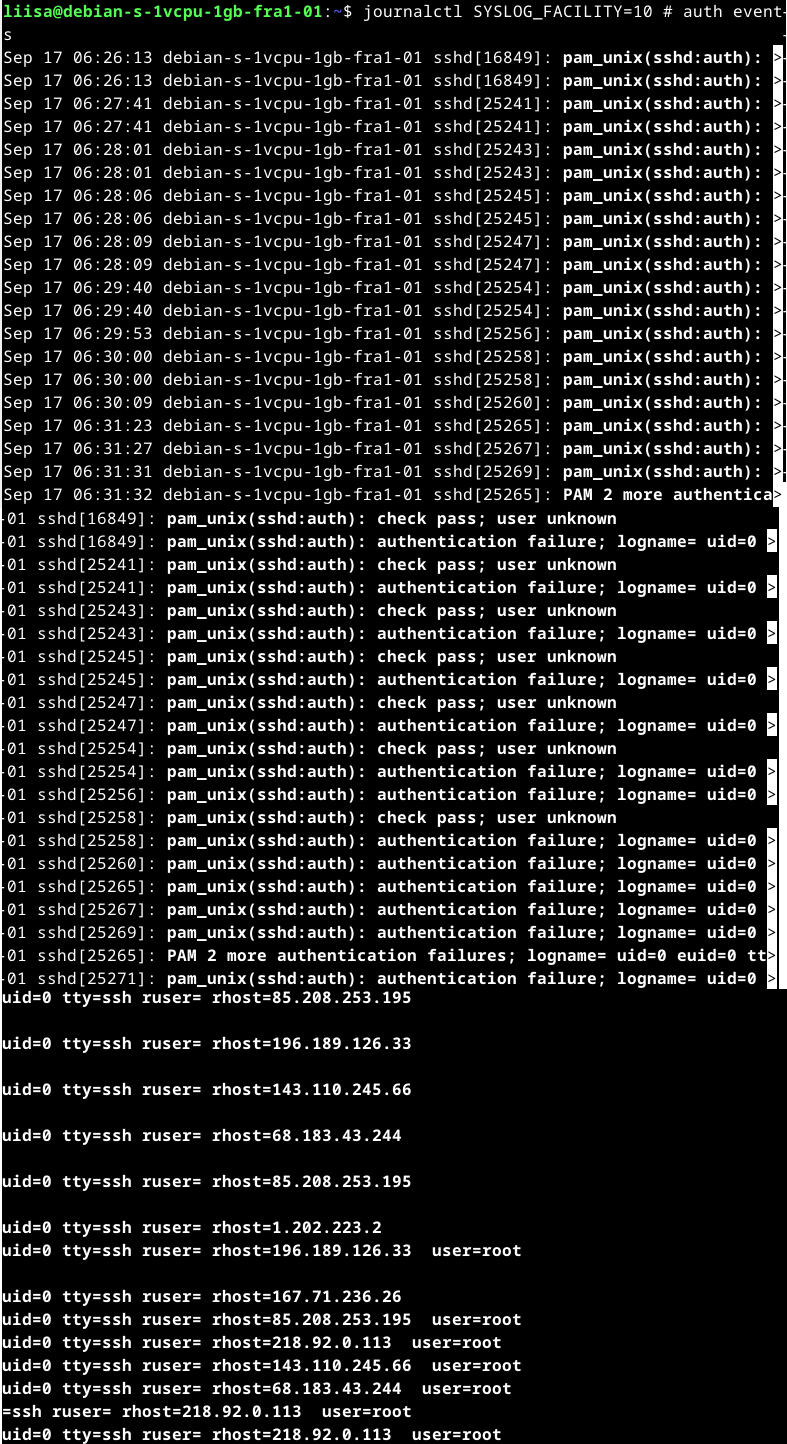 liisa@debian-s-1vcpu-1gb-fra1-01:~$ journalctl SYSLOG_FACILITY=10 # auth event
s
Sep 17 06:26:13 debian-s-1vcpu-1gb-fra1-01 sshd[16849]: pam_unix(sshd:auth): >
Sep 17 06:26:13 debian-s-1vcpu-1gb-fra1-01 sshd[16849]: pam_unix(sshd:auth): >
Sep 17 06:27:41 debian-s-1vcpu-1gb-fra1-01 sshd[25241]: pam_unix(sshd:auth): >
Sep 17 06:27:41 debian-s-1vcpu-1gb-fra1-01 sshd[25241]: pam_unix(sshd:auth): >
Sep 17 06:28:01 debian-s-1vcpu-1gb-fra1-01 sshd[25243]: pam_unix(sshd:auth): >
Sep 17 06:28:01 debian-s-1vcpu-1gb-fra1-01 sshd[25243]: pam_unix(sshd:auth): >
Sep 17 06:28:06 debian-s-1vcpu-1gb-fra1-01 sshd[25245]: pam_unix(sshd:auth): >
Sep 17 06:28:06 debian-s-1vcpu-1gb-fra1-01 sshd[25245]: pam_unix(sshd:auth): >
Sep 17 06:28:09 debian-s-1vcpu-1gb-fra1-01 sshd[25247]: pam_unix(sshd:auth): >
Sep 17 06:28:09 debian-s-1vcpu-1gb-fra1-01 sshd[25247]: pam_unix(sshd:auth): >
Sep 17 06:29:40 debian-s-1vcpu-1gb-fra1-01 sshd[25254]: pam_unix(sshd:auth): >
Sep 17 06:29:40 debian-s-1vcpu-1gb-fra1-01 sshd[25254]: pam_unix(sshd:auth): >
Sep 17 06:29:53 debian-s-1vcpu-1gb-fra1-01 sshd[25256]: pam_unix(sshd:auth): >
Sep 17 06:30:00 debian-s-1vcpu-1gb-fra1-01 sshd[25258]: pam_unix(sshd:auth): >
Sep 17 06:30:00 debian-s-1vcpu-1gb-fra1-01 sshd[25258]: pam_unix(sshd:auth): >
Sep 17 06:30:09 debian-s-1vcpu-1gb-fra1-01 sshd[25260]: pam_unix(sshd:auth): >
Sep 17 06:31:23 debian-s-1vcpu-1gb-fra1-01 sshd[25265]: pam_unix(sshd:auth): >
Sep 17 06:31:27 debian-s-1vcpu-1gb-fra1-01 sshd[25267]: pam_unix(sshd:auth): >
Sep 17 06:31:31 debian-s-1vcpu-1gb-fra1-01 sshd[25269]: pam_unix(sshd:auth): >
Sep 17 06:31:32 debian-s-1vcpu-1gb-fra1-01 sshd[25265]: PAM 2 more authentica>
-01 sshd[16849]: pam_unix(sshd:auth): check pass; user unknown
-01 sshd[16849]: pam_unix(sshd:auth): authentication failure; logname= uid=0 >
-01 sshd[25241]: pam_unix(sshd:auth): check pass; user unknown
-01 sshd[25241]: pam_unix(sshd:auth): authentication failure; logname= uid=0 >
-01 sshd[25243]: pam_unix(sshd:auth): check pass; user unknown
-01 sshd[25243]: pam_unix(sshd:auth): authentication failure; logname= uid=0 >
-01 sshd[25245]: pam_unix(sshd:auth): check pass; user unknown
-01 sshd[25245]: pam_unix(sshd:auth): authentication failure; logname= uid=0 >
-01 sshd[25247]: pam_unix(sshd:auth): check pass; user unknown
-01 sshd[25247]: pam_unix(sshd:auth): authentication failure; logname= uid=0 >
-01 sshd[25254]: pam_unix(sshd:auth): check pass; user unknown
-01 sshd[25254]: pam_unix(sshd:auth): authentication failure; logname= uid=0 >
-01 sshd[25256]: pam_unix(sshd:auth): authentication failure; logname= uid=0 >
-01 sshd[25258]: pam_unix(sshd:auth): check pass; user unknown
-01 sshd[25258]: pam_unix(sshd:auth): authentication failure; logname= uid=0 >
-01 sshd[25260]: pam_unix(sshd:auth): authentication failure; logname= uid=0 >
-01 sshd[25265]: pam_unix(sshd:auth): authentication failure; logname= uid=0 >
-01 sshd[25267]: pam_unix(sshd:auth): authentication failure; logname= uid=0 >
-01 sshd[25269]: pam_unix(sshd:auth): authentication failure; logname= uid=0 >
-01 sshd[25265]: PAM 2 more authentication failures; logname= uid=0 euid=0 tt>
-01 sshd[25271]: pam_unix(sshd:auth): authentication failure; logname= uid=0 >
uid=0 tty=ssh ruser= rhost=85.208.253.195
uid=0 tty=ssh ruser= rhost=196.189.126.33
uid=0 tty=ssh ruser= rhost=143.110.245.66
uid=0 tty=ssh ruser= rhost=68.183.43.244
uid=0 tty=ssh ruser= rhost=85.208.253.195
uid=0 tty=ssh ruser= rhost=1.202.223.2
uid=0 tty=ssh ruser= rhost=196.189.126.33  user=root
uid=0 tty=ssh ruser= rhost=167.71.236.26
uid=0 tty=ssh ruser= rhost=85.208.253.195  user=root
uid=0 tty=ssh ruser= rhost=218.92.0.113  user=root
uid=0 tty=ssh ruser= rhost=143.110.245.66  user=root
uid=0 tty=ssh ruser= rhost=68.183.43.244  user=root
=ssh ruser= rhost=218.92.0.113  user=root
uid=0 tty=ssh ruser= rhost=218.92.0.113  user=root